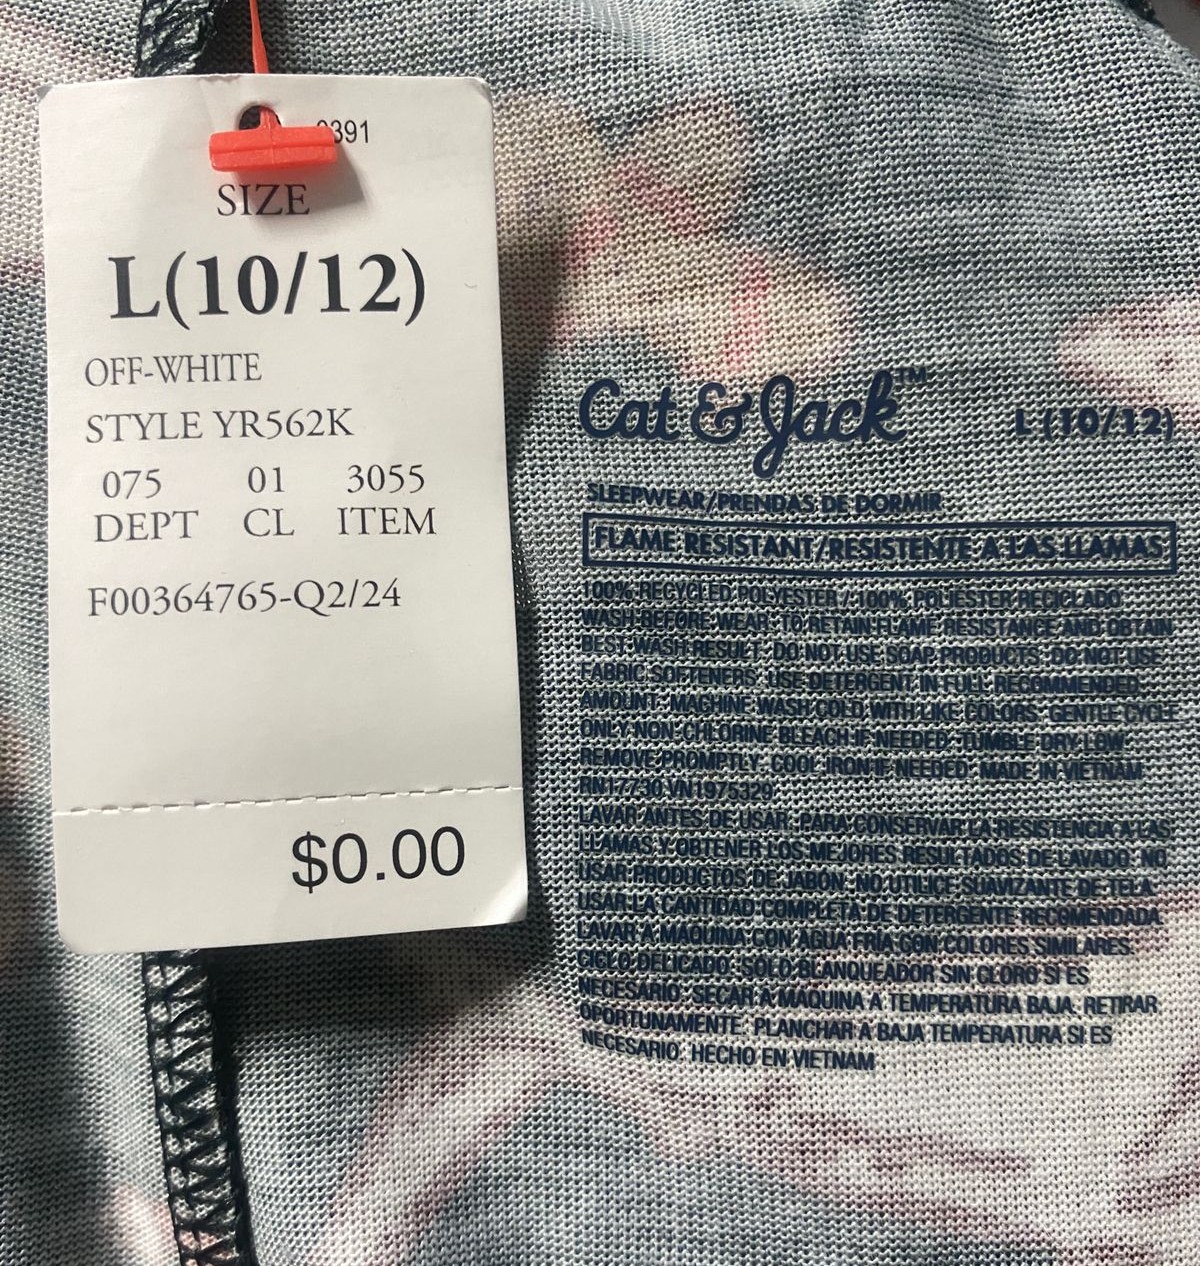 0391
SIZE
L(10/12)
OFF-WHITE
STYLE YR562K
075 01 3055
DEPT CL ITEM
F00364765-Q2/24
$0.00
Cat & Jack™ L(10/12)
SLEEPWEAR/PRENDAS DE DORMIR
FLAME RESISTANT/RESISTENTE A LAS LLAMAS
100% RECYCLED POLYESTER / 100% POLIÉSTER RECICLADO
WASH BEFORE WEAR. TO RETAIN FLAME RESISTANCE AND OBTAIN
BEST WASH RESULT, DO NOT USE SOAP PRODUCTS. DO NOT USE
FABRIC SOFTENERS. USE DETERGENT IN FULL RECOMMENDED
AMOUNT. MACHINE WASH COLD WITH LIKE COLORS. GENTLE CYCLE.
ONLY NON-CHLORINE BLEACH IF NEEDED. TUMBLE DRY LOW.
REMOVE PROMPTLY. COOL IRON IF NEEDED. MADE IN VIETNAM
RN17730 VN1975329
LAVAR ANTES DE USAR. PARA CONSERVAR LA RESISTENCIA A LAS
LLAMAS Y OBTENER LOS MEJORES RESULTADOS DE LAVADO. NO
USAR PRODUCTOS DE JABÓN. NO UTILICE SUAVIZANTE DE TELA.
USAR LA CANTIDAD COMPLETA DE DETERGENTE RECOMENDADA.
LAVAR A MÁQUINA CON AGUA FRÍA CON COLORES SIMILARES.
CICLO DELICADO. SÓLO BLANQUEADOR SIN CLORO SI ES
NECESARIO. SECAR A MÁQUINA A TEMPERATURA BAJA. RETIRAR
OPORTUNAMENTE. PLANCHAR A BAJA TEMPERATURA SI ES
NECESARIO. HECHO EN VIETNAM